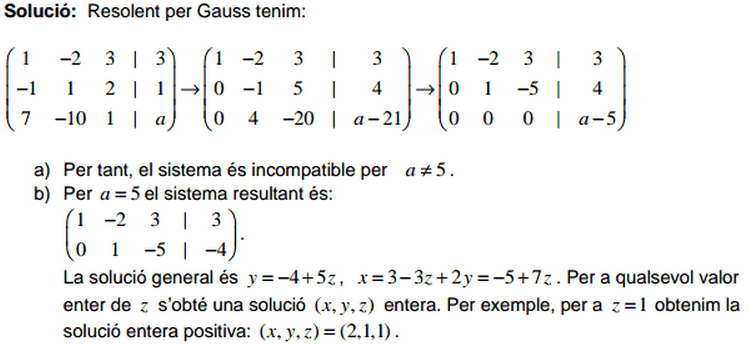 Solució: Resolent per Gauss tenim:
( 1 −2 3 | 3 ) ( 1 −2 3 | 3 ) ( 1 −2 3 | 3 )
( −1 1 2 | 1 ) → ( 0 −1 5 | 4 ) → ( 0 1 −5 | 4 )
( 7 −10 1 | a ) ( 0 4 −20 | a−21 ) ( 0 0 0 | a−5 )
a) Per tant, el sistema és incompatible per a ≠ 5.
b) Per a = 5 el sistema resultant és:
( 1 −2 3 | 3 )
( 0 1 −5 | −4 ).
La solució general és y = −4+5z, x = 3−3z+2y = −5+7z. Per a qualsevol valor
enter de z s’obté una solució (x, y, z) entera. Per exemple, per a z = 1 obtenim la
solució entera positiva: (x, y, z) = (2,1,1).